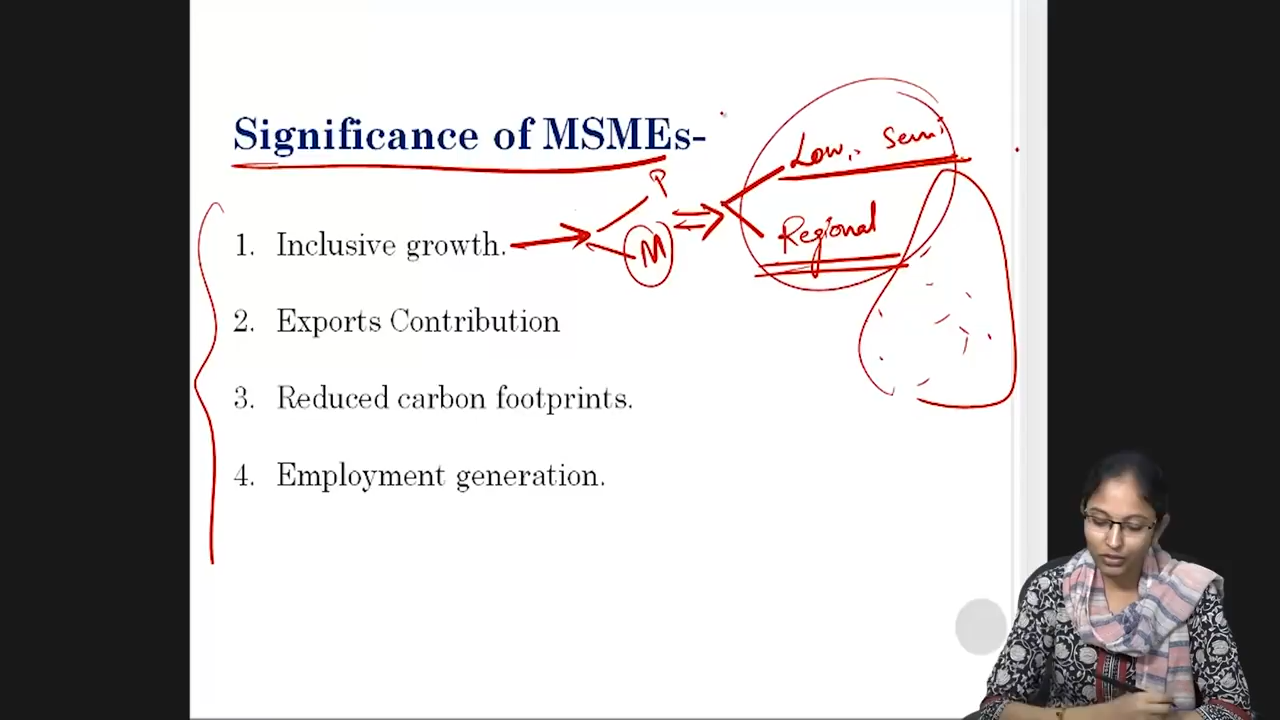 Significance of MSMEs-
Low, Semi
P
1. Inclusive growth. M Regional
2. Exports Contribution
3. Reduced carbon footprints.
4. Employment generation.